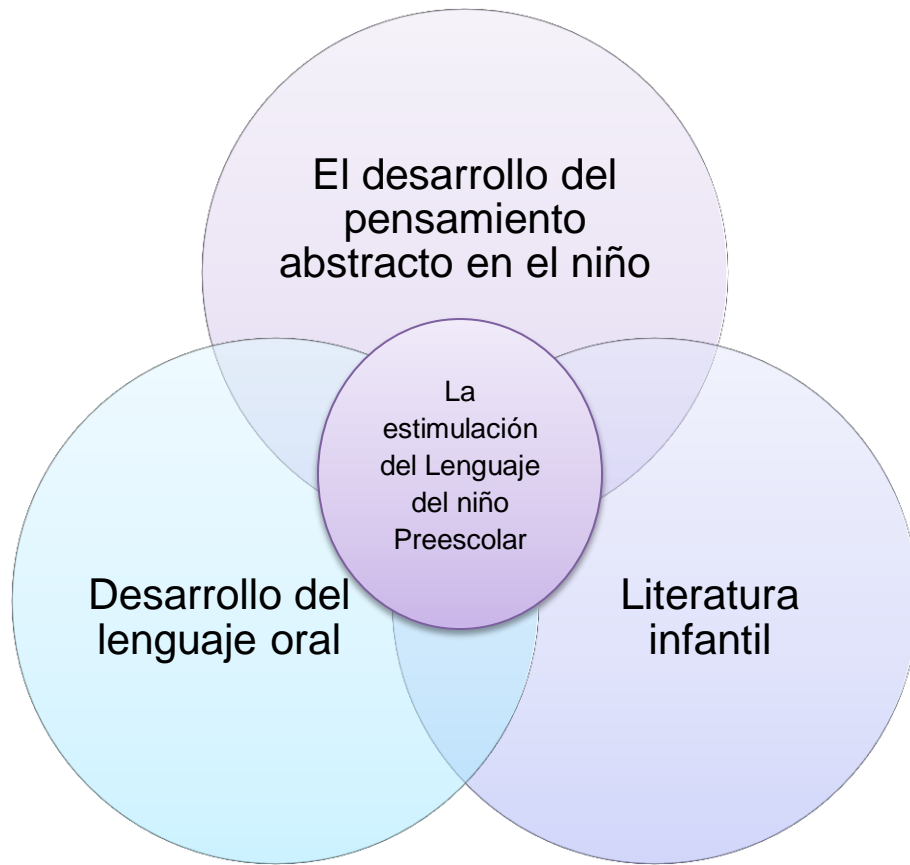 El desarrollo del
pensamiento
abstracto en el niño
La
estimulación
del Lenguaje
del niño
Preescolar
Desarrollo del
lenguaje oral
Literatura
infantil